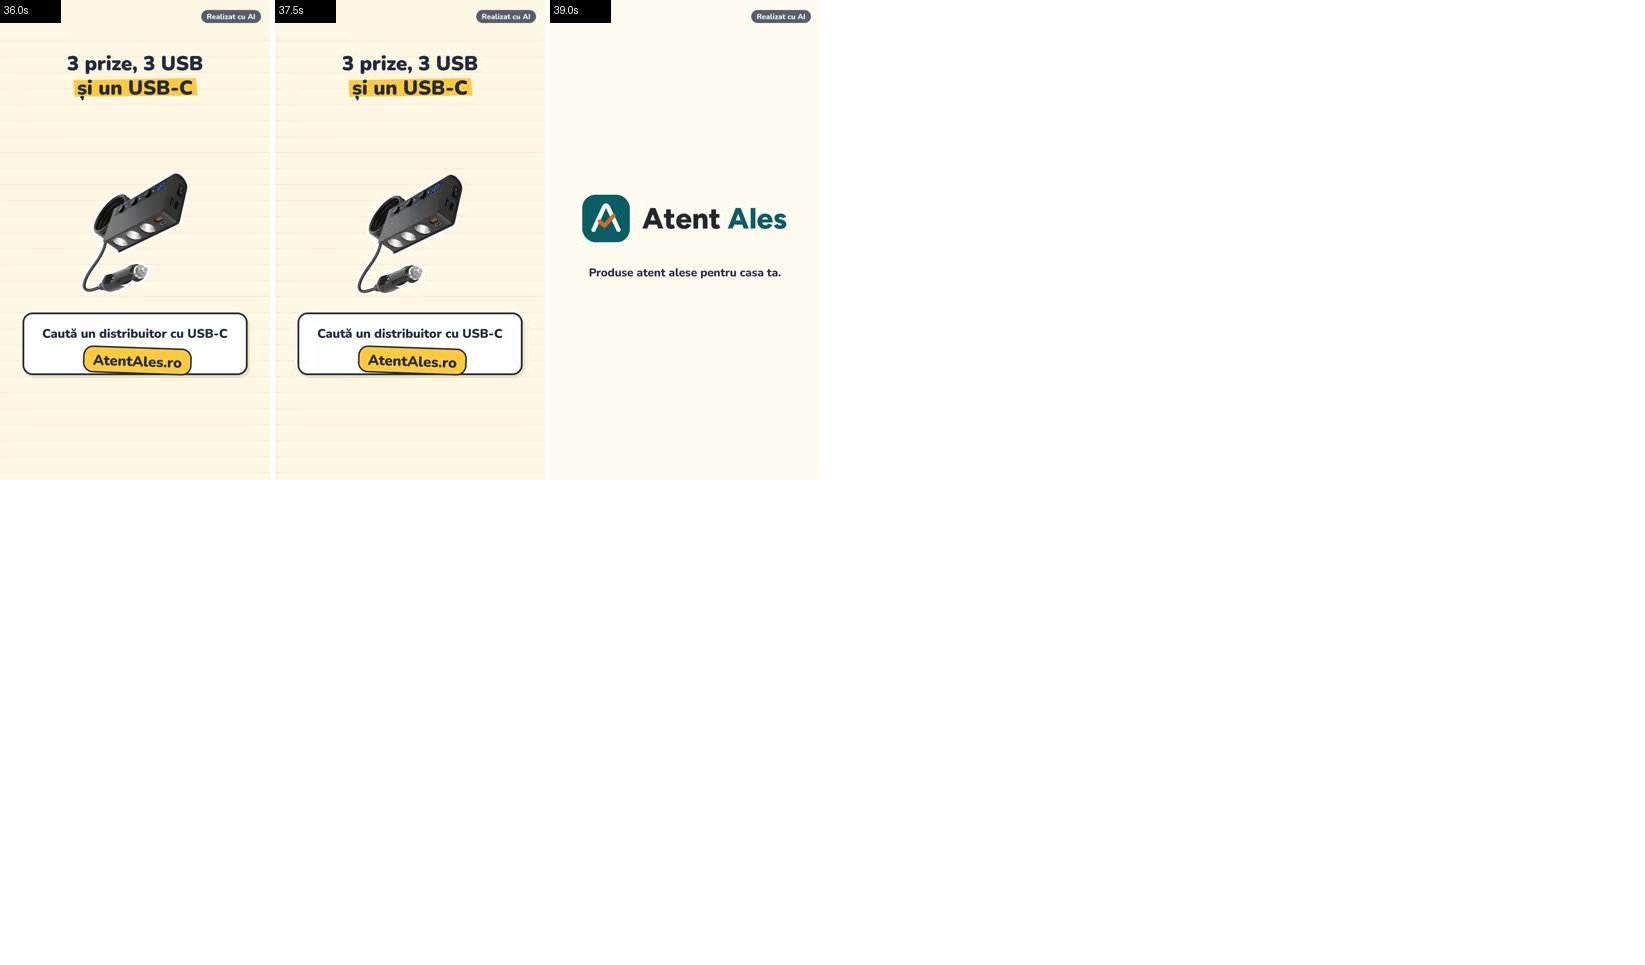 36.0s
Realizat cu AI
3 prize, 3 USB
și un USB-C
Caută un distribuitor cu USB-C
AtentAles.ro
37.5s
Realizat cu AI
3 prize, 3 USB
și un USB-C
Caută un distribuitor cu USB-C
AtentAles.ro
39.0s
Realizat cu AI
Atent Ales
Produse atent alese pentru casa ta.